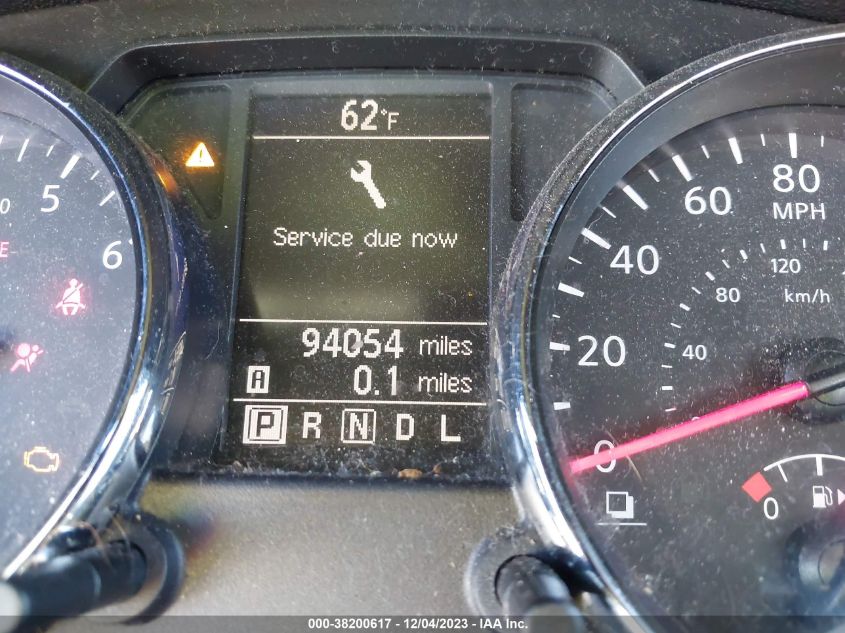 62°F
Service due now
94054 miles
A 0.1 miles
P R N D L
5
6
0
20
40
60
80
MPH
40
80
120
km/h
0
000-38200617 - 12/04/2023 - IAA Inc.